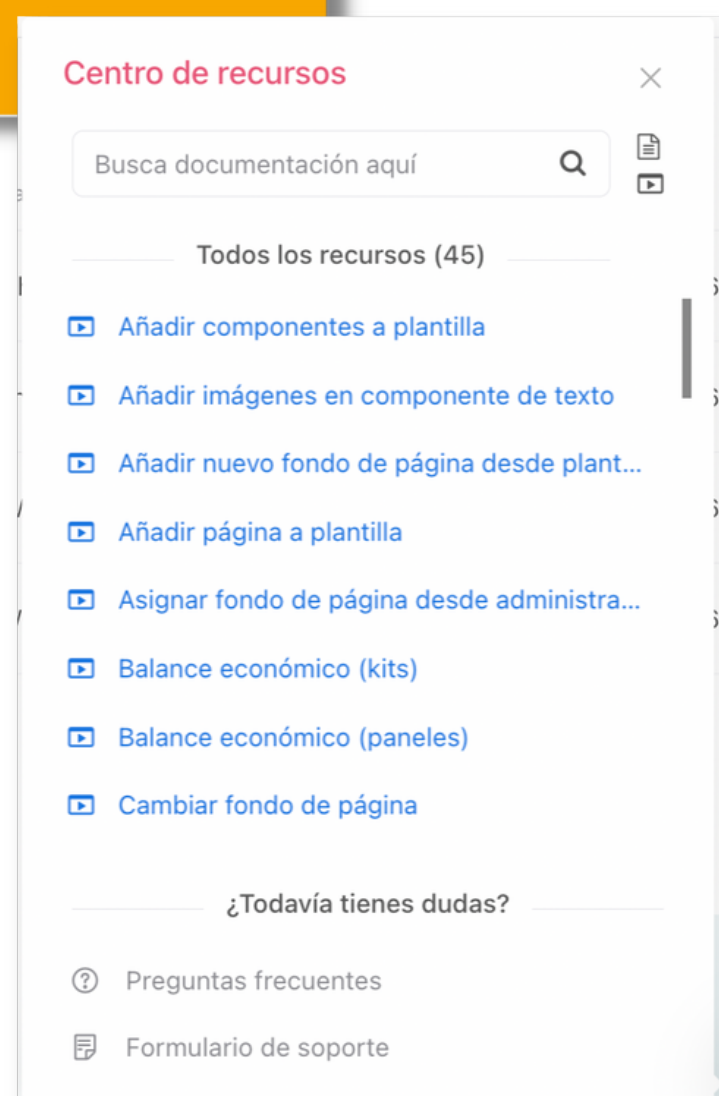 Centro de recursos
Busca documentación aquí
Todos los recursos (45)
Añadir componentes a plantilla
Añadir imágenes en componente de texto
Añadir nuevo fondo de página desde plant...
Añadir página a plantilla
Asignar fondo de página desde administra...
Balance económico (kits)
Balance económico (paneles)
Cambiar fondo de página
¿Todavía tienes dudas?
Preguntas frecuentes
Formulario de soporte